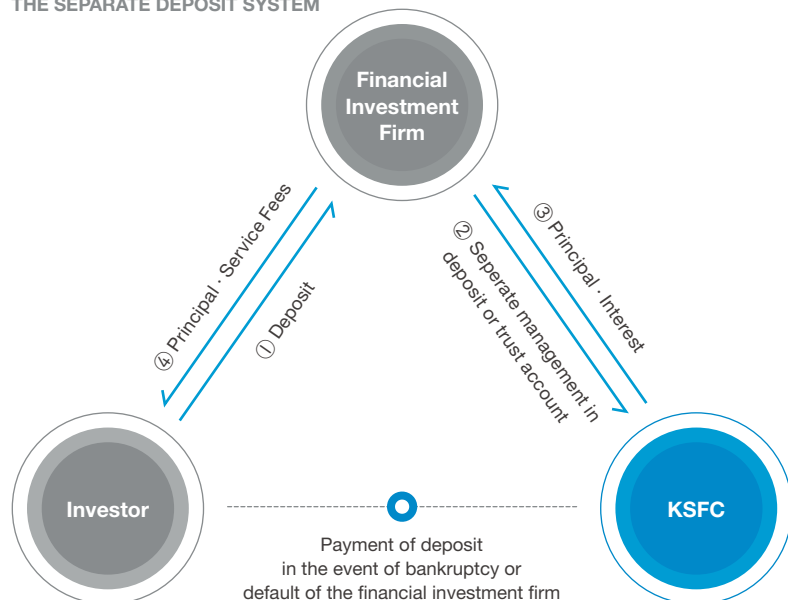 THE SEPARATE DEPOSIT SYSTEM
Financial
Investment
Firm
④ Principal · Service Fees
① Deposit
② Seperate management in
deposit or trust account
③ Principal · Interest
Investor
KSFC
Payment of deposit
in the event of bankruptcy or
default of the financial investment firm